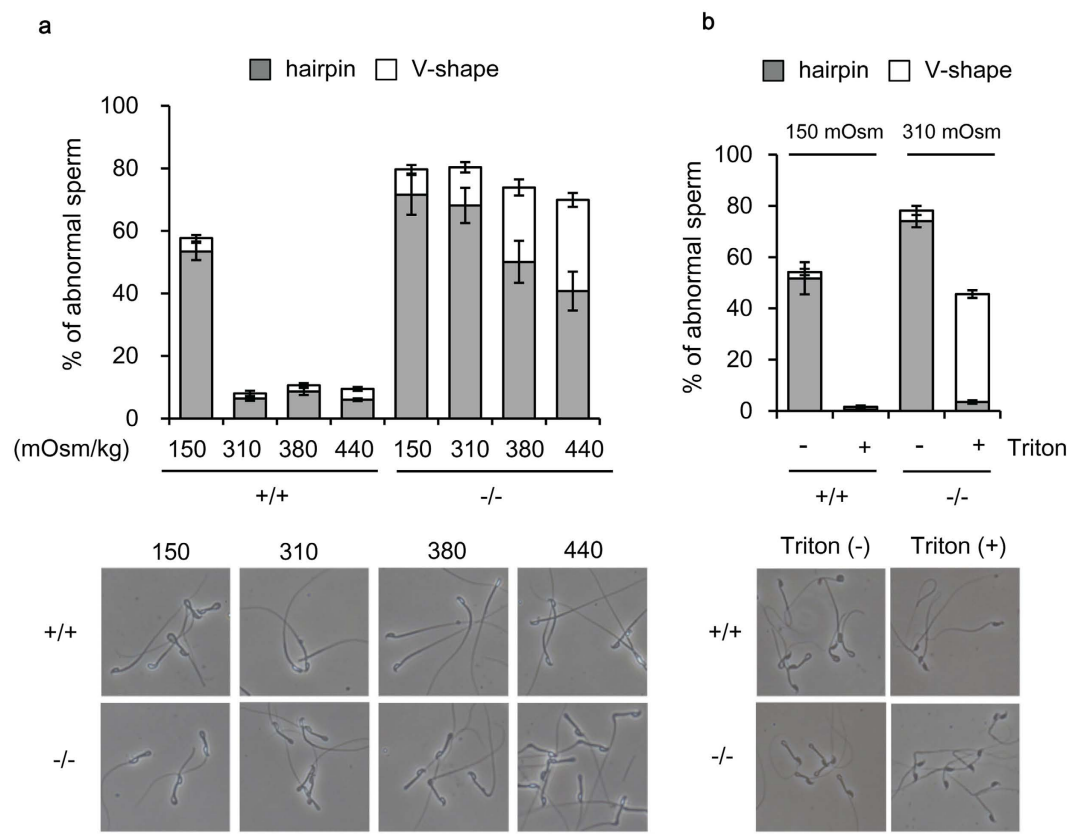 a
hairpin V-shape
% of abnormal sperm
100
80
60
40
20
0
(mOsm/kg) 150 310 380 440 150 310 380 440
+/+ -/-
150 310 380 440
+/+
-/-
b
hairpin V-shape
150 mOsm 310 mOsm
% of abnormal sperm
100
80
60
40
20
0
- + - + Triton
+/+ -/-
Triton (-) Triton (+)
+/+
-/-